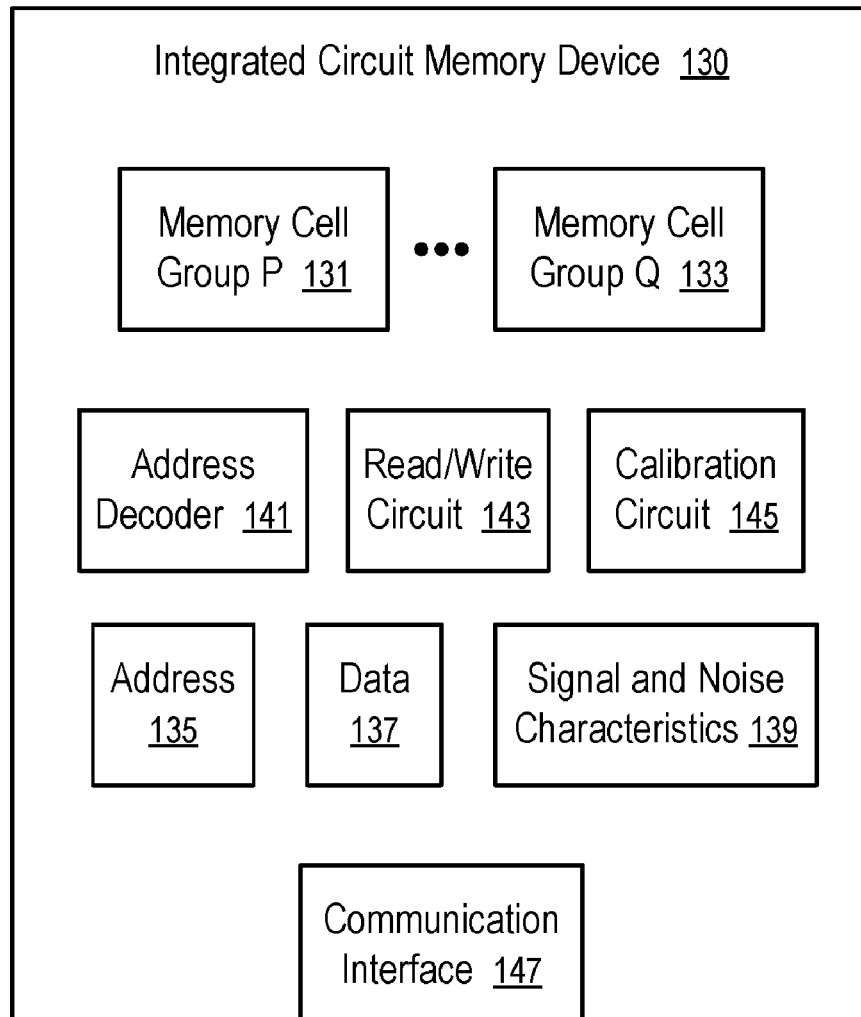 Integrated Circuit Memory Device 130
Memory Cell
Group P 131
•••
Memory Cell
Group Q 133
Address
Decoder 141
Read/Write
Circuit 143
Calibration
Circuit 145
Address
135
Data
137
Signal and Noise
Characteristics 139
Communication
Interface 147